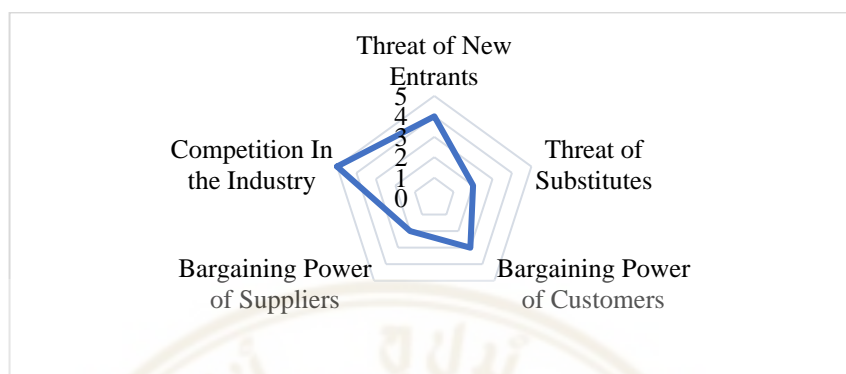 Threat of New
Entrants
5
4
3
2
1
0
Competition In
the Industry
Threat of
Substitutes
Bargaining Power
of Suppliers
Bargaining Power
of Customers